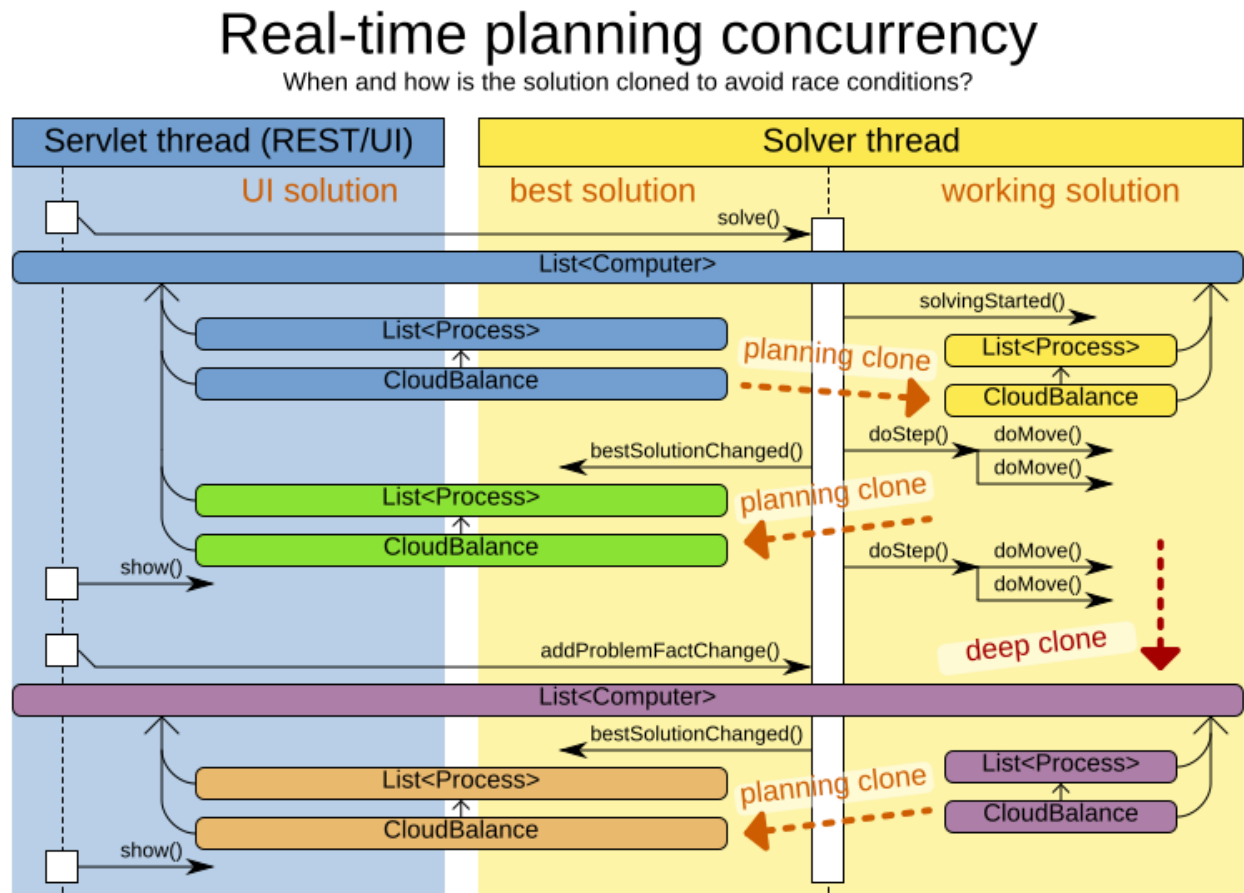 Real-time planning concurrency
When and how is the solution cloned to avoid race conditions?
Servlet thread (REST/UI)
Solver thread
UI solution
best solution
working solution
solve()
List<Computer>
solvingStarted()
List<Process>
planning clone
List<Process>
CloudBalance
CloudBalance
bestSolutionChanged()
doStep()
doMove()
doMove()
List<Process>
planning clone
CloudBalance
show()
doStep()
doMove()
doMove()
deep clone
addProblemFactChange()
List<Computer>
bestSolutionChanged()
List<Process>
planning clone
List<Process>
CloudBalance
CloudBalance
show()